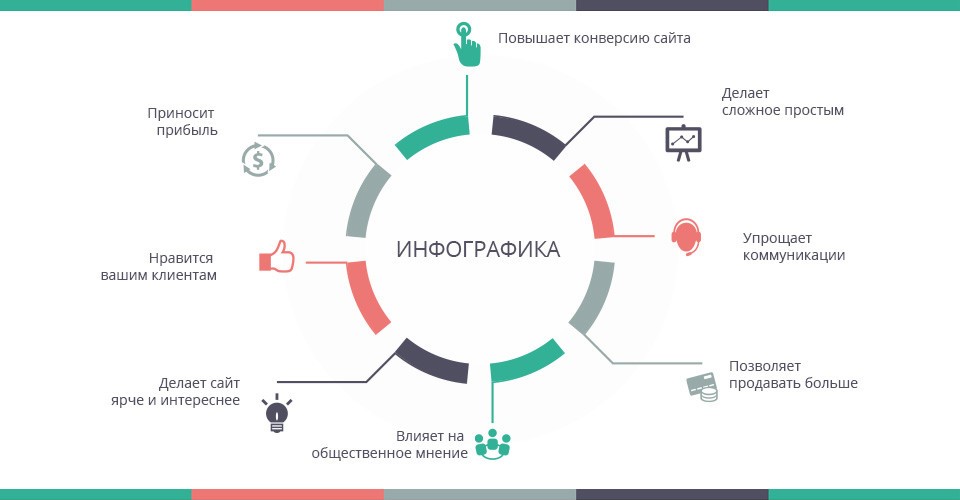 Повышает конверсию сайта
Делает
сложное простым
Упрощает
коммуникации
Позволяет
продавать больше
Влияет на
общественное мнение
Делает сайт
ярче и интереснее
Нравится
вашим клиентам
Приносит
прибыль
$
ИНФОГРАФИКА